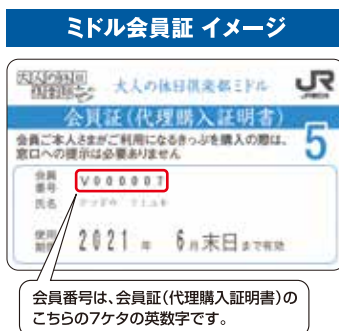 ミドル会員証 イメージ
大人の休日倶楽部ミドル
JR
会員証(代理購入証明書)
5
会員ご本人さまがご利用になるきっぷを購入の際は、
窓口への提示は必要ありません
会員
番号
V000007
氏名
使用
期限
2021 年 6月末日まで有効
会員番号は、会員証(代理購入証明書)の
こちらの7ケタの英数字です。